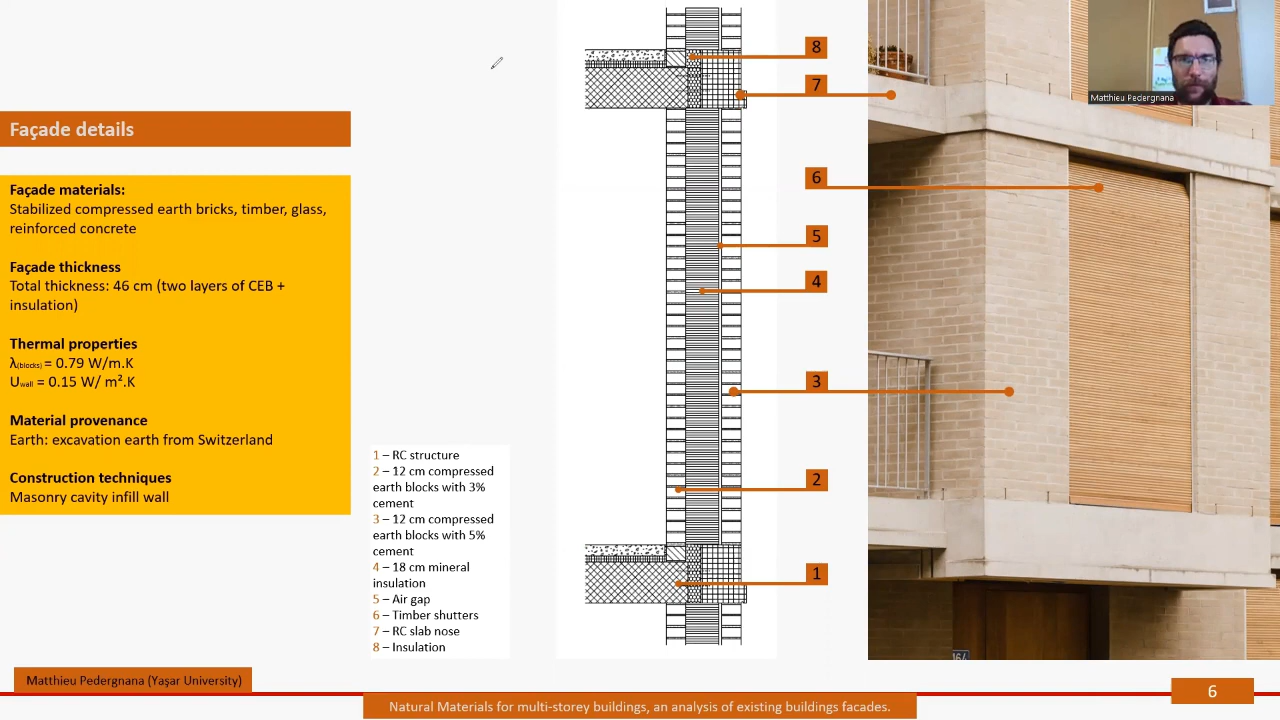 Façade details
Façade materials:
Stabilized compressed earth bricks, timber, glass,
reinforced concrete
Façade thickness
Total thickness: 46 cm (two layers of CEB +
insulation)
Thermal properties
λ(blocks) = 0.79 W/m.K
Uwall = 0.15 W/ m².K
Material provenance
Earth: excavation earth from Switzerland
Construction techniques
Masonry cavity infill wall
1 – RC structure
2 – 12 cm compressed
earth blocks with 3%
cement
3 – 12 cm compressed
earth blocks with 5%
cement
4 – 18 cm mineral
insulation
5 – Air gap
6 – Timber shutters
7 – RC slab nose
8 – Insulation
8
7
6
5
4
3
2
1
Matthieu Pedergnana
164
Matthieu Pedergnana (Yaşar University)
Natural Materials for multi-storey buildings, an analysis of existing buildings facades.
6